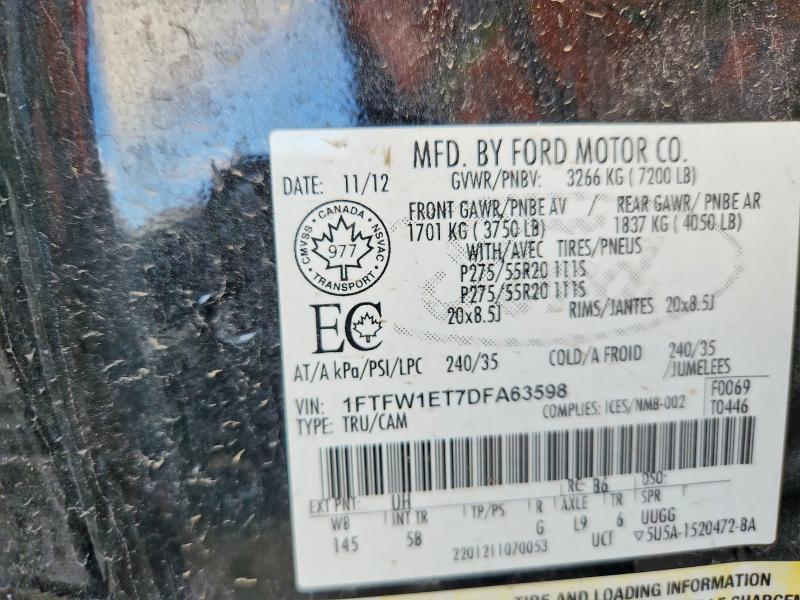 MFD. BY FORD MOTOR CO.
DATE: 11/12 GVWR/PNBV: 3266 KG ( 7200 LB)
FRONT GAWR/PNBE AV / REAR GAWR/ PNBE AR
1701 KG ( 3750 LB) 1837 KG ( 4050 LB)
WITH/AVEC TIRES/PNEUS
P275/55R20 111S
P275/55R20 111S
20x8.5J RIMS/JANTES 20x8.5J
CMVSS · CANADA · NSVAC
977
TRANSPORT
EC
AT/A kPa/PSI/LPC 240/35 COLD/A FROID 240/35
/JUMELEES
VIN: 1FTFW1ET7DFA63598 F0069
TYPE: TRU/CAM COMPLIES: ICES/NMB-002 T0446
RC: B6 DSO:
EXT PNT: UH
WB INT TR TP/PS R AXLE TR SPR
145 5B G L9 6 UUGG
2201211070053 UCT ▽5U5A-1520472-BA
TIRE AND LOADING INFORMATION